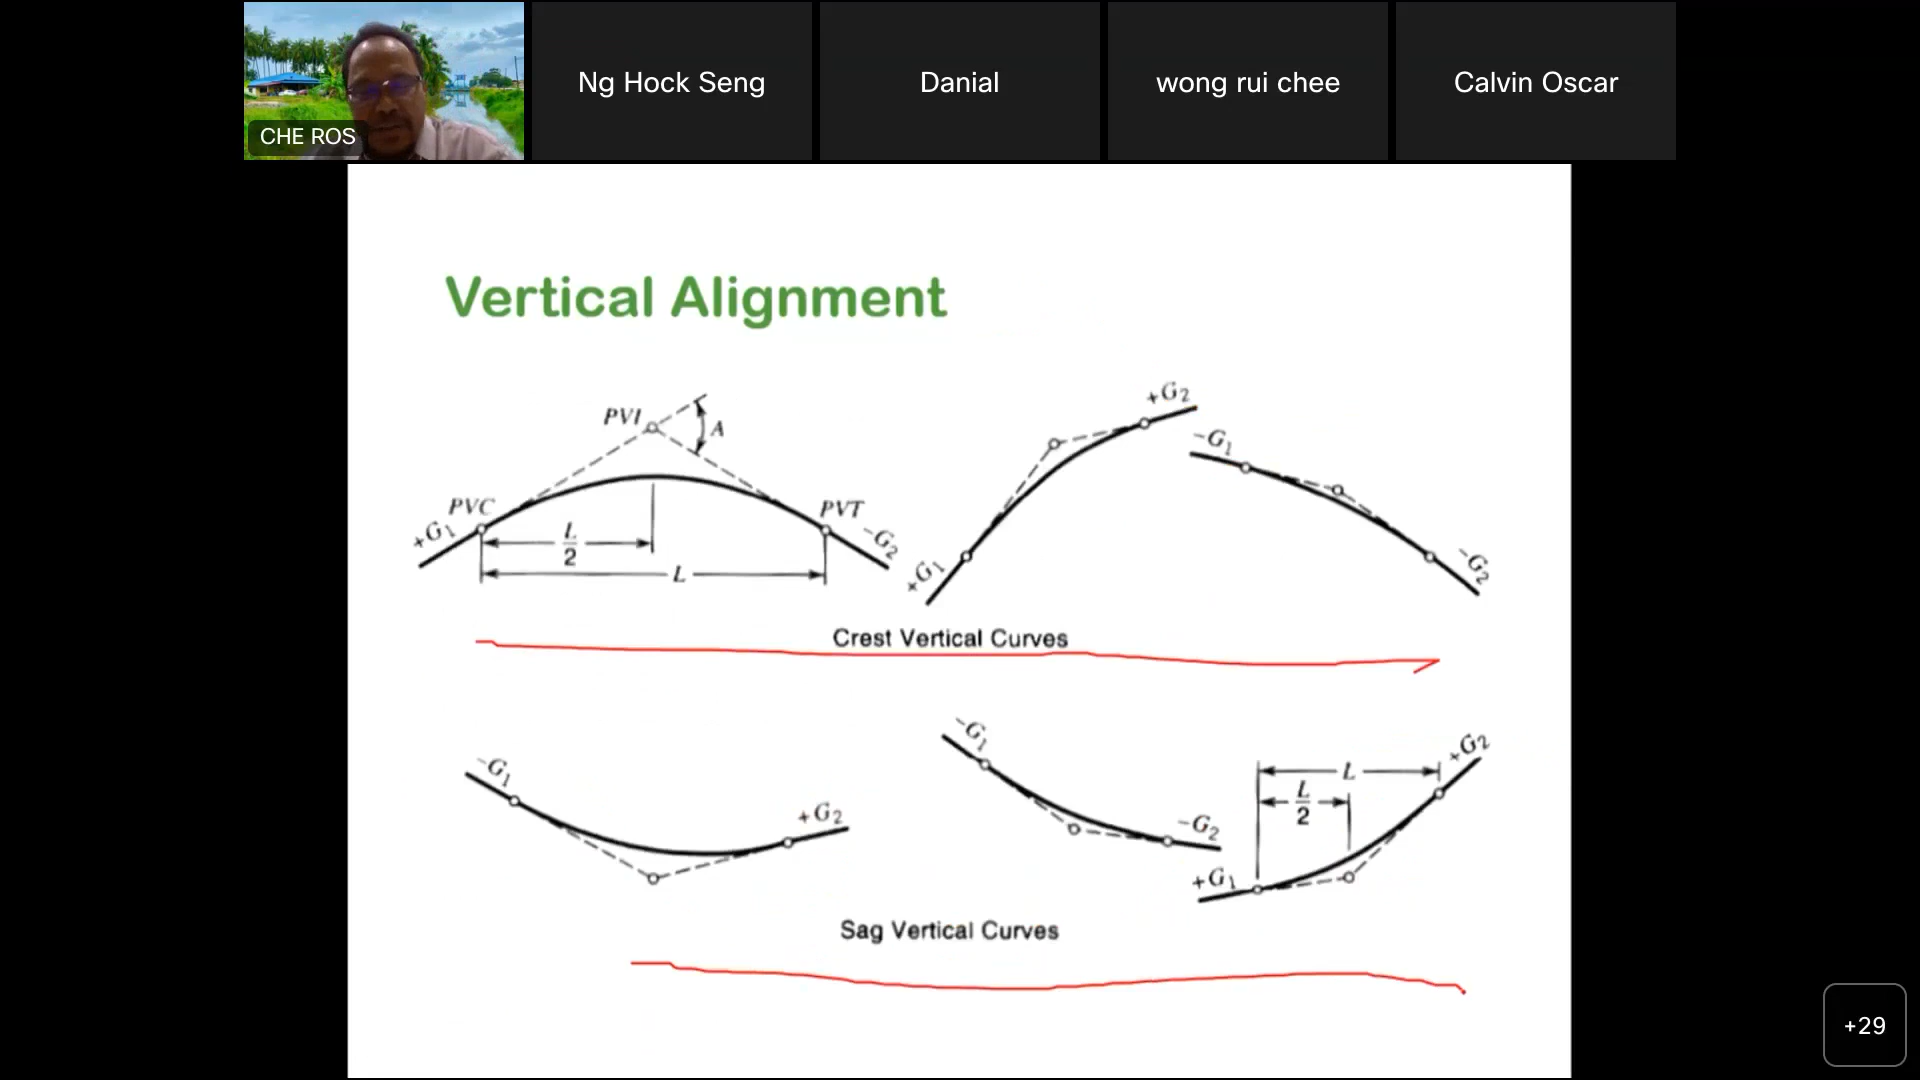 Ng Hock Seng
Danial
wong rui chee
Calvin Oscar
CHE ROS
Vertical Alignment
PVI
A
PVC
PVT
+G₁
L/2
L
−G₂
+G₁
+G₂
−G₁
−G₂
Crest Vertical Curves
−G₁
+G₂
−G₁
−G₂
L
L/2
+G₁
+G₂
Sag Vertical Curves
+29